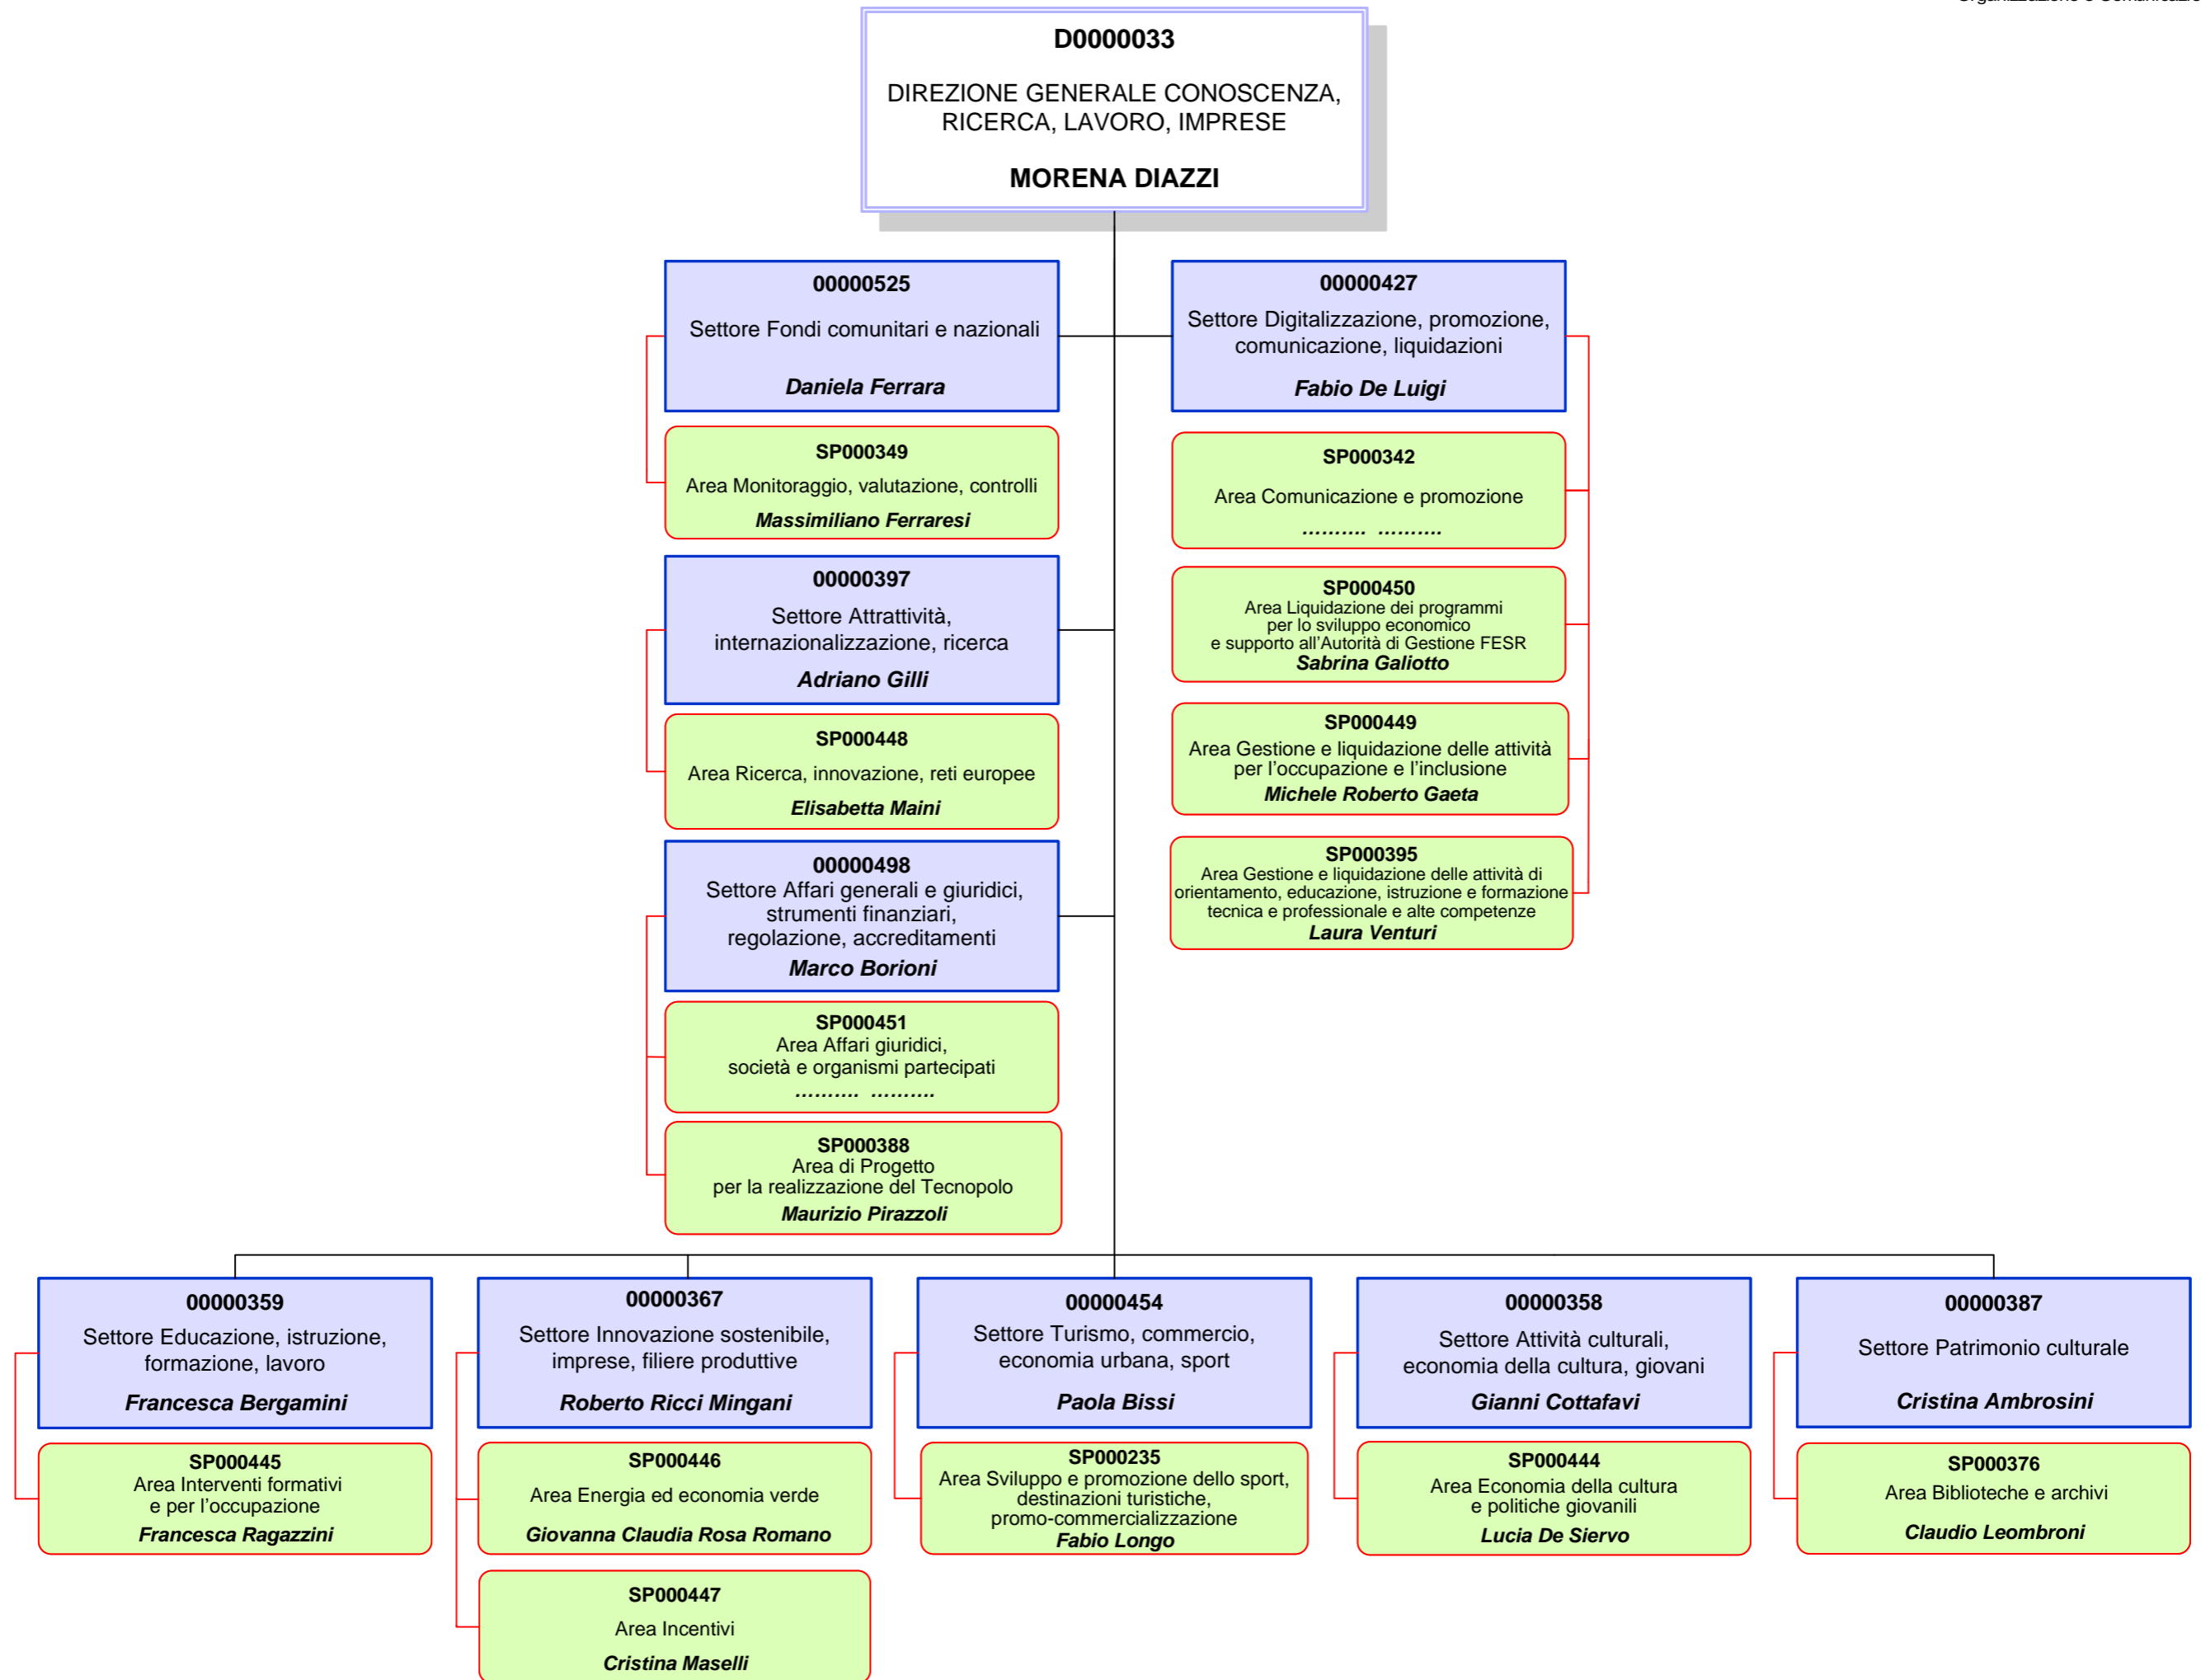 D0000033
DIREZIONE GENERALE CONOSCENZA,
RICERCA, LAVORO, IMPRESE
MORENA DIAZZI
00000525
Settore Fondi comunitari e nazionali
Daniela Ferrara
SP000349
Area Monitoraggio, valutazione, controlli
Massimiliano Ferraresi
00000397
Settore Attrattività,
internazionalizzazione, ricerca
Adriano Gilli
SP000448
Area Ricerca, innovazione, reti europee
Elisabetta Maini
00000498
Settore Affari generali e giuridici,
strumenti finanziari,
regolazione, accreditamenti
Marco Borioni
SP000451
Area Affari giuridici,
società e organismi partecipati
.......... ..........
SP000388
Area di Progetto
per la realizzazione del Tecnopolo
Maurizio Pirazzoli
00000427
Settore Digitalizzazione, promozione,
comunicazione, liquidazioni
Fabio De Luigi
SP000342
Area Comunicazione e promozione
.......... ..........
SP000450
Area Liquidazione dei programmi
per lo sviluppo economico
e supporto all'Autorità di Gestione FESR
Sabrina Galiotto
SP000449
Area Gestione e liquidazione delle attività
per l'occupazione e l'inclusione
Michele Roberto Gaeta
SP000395
Area Gestione e liquidazione delle attività di
orientamento, educazione, istruzione e formazione
tecnica e professionale e alte competenze
Laura Venturi
00000359
Settore Educazione, istruzione,
formazione, lavoro
Francesca Bergamini
SP000445
Area Interventi formativi
e per l'occupazione
Francesca Ragazzini
00000367
Settore Innovazione sostenibile,
imprese, filiere produttive
Roberto Ricci Mingani
SP000446
Area Energia ed economia verde
Giovanna Claudia Rosa Romano
SP000447
Area Incentivi
Cristina Maselli
00000454
Settore Turismo, commercio,
economia urbana, sport
Paola Bissi
SP000235
Area Sviluppo e promozione dello sport,
destinazioni turistiche,
promo-commercializzazione
Fabio Longo
00000358
Settore Attività culturali,
economia della cultura, giovani
Gianni Cottafavi
SP000444
Area Economia della cultura
e politiche giovanili
Lucia De Siervo
00000387
Settore Patrimonio culturale
Cristina Ambrosini
SP000376
Area Biblioteche e archivi
Claudio Leombroni